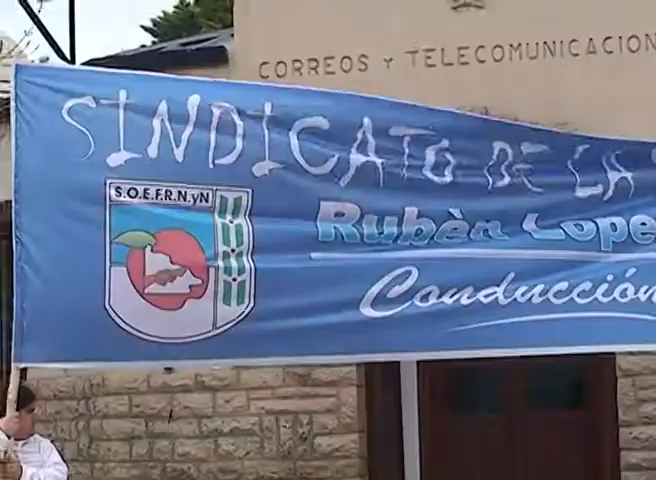 CORREOS Y TELECOMUNICACION
SINDICATO DE LA
S.O.E.F.R.N.yN
Rubèn Lope
Conducción